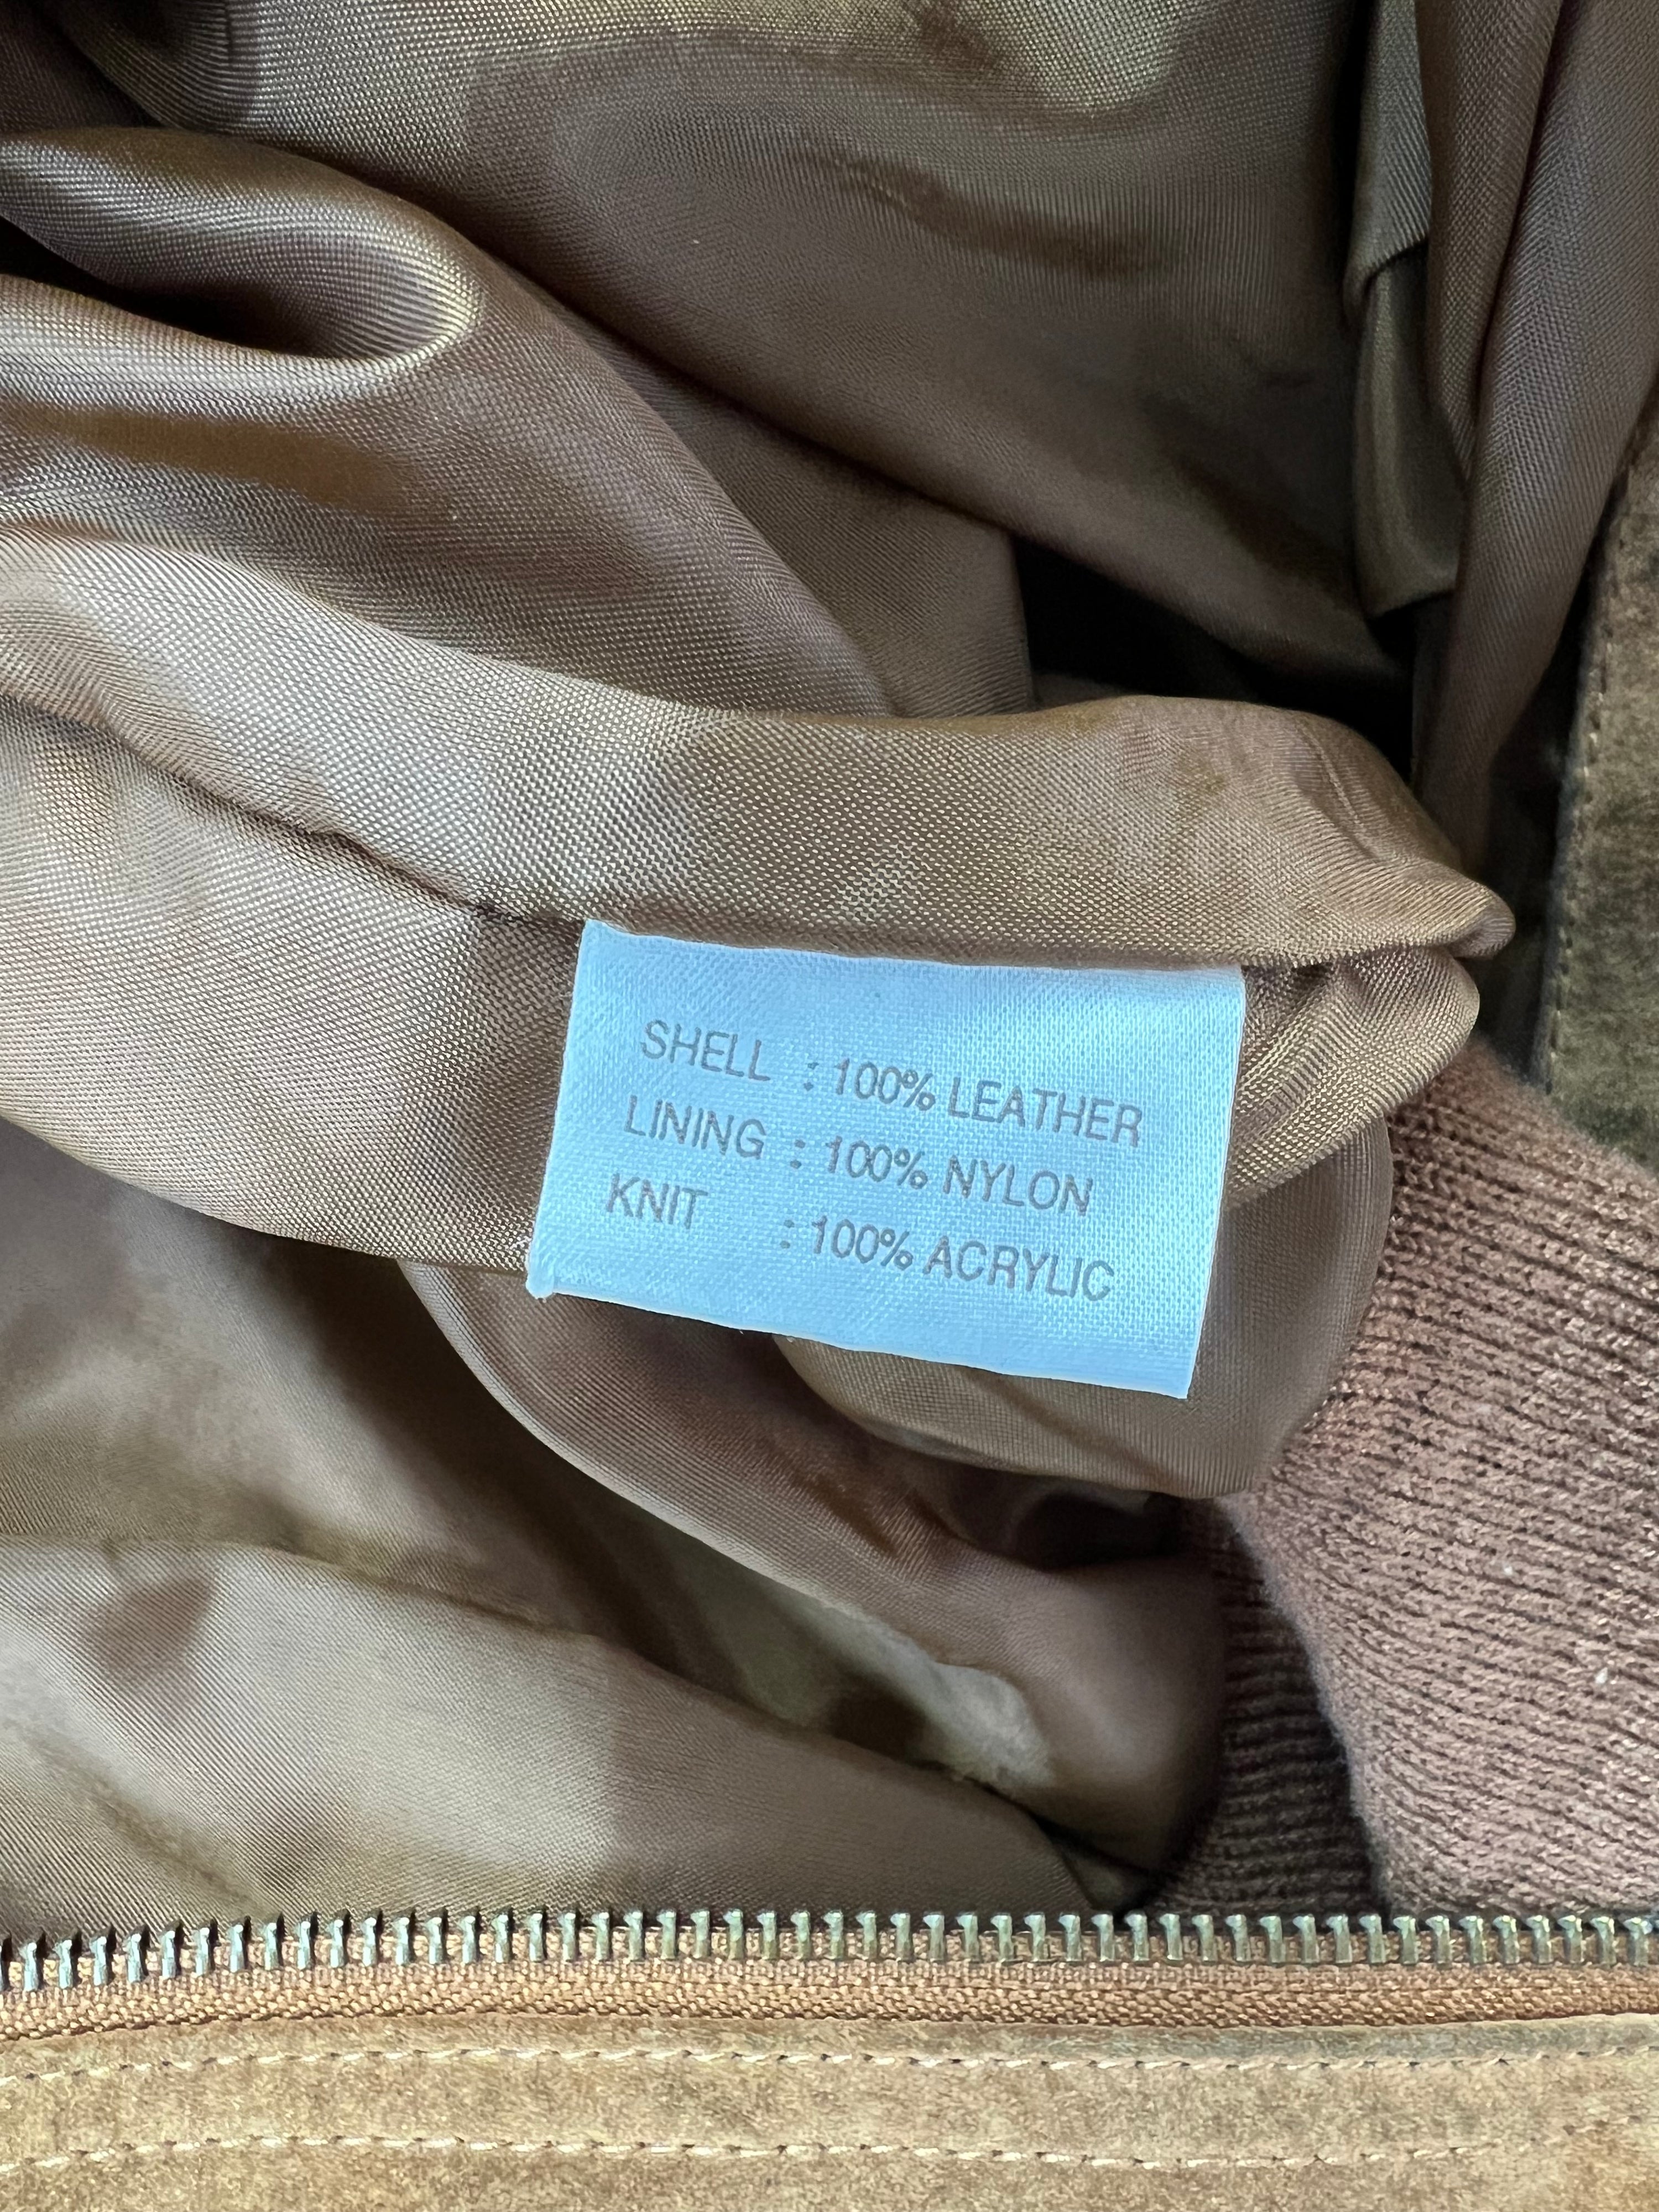 SHELL : 100% LEATHER
LINING : 100% NYLON
KNIT : 100% ACRYLIC